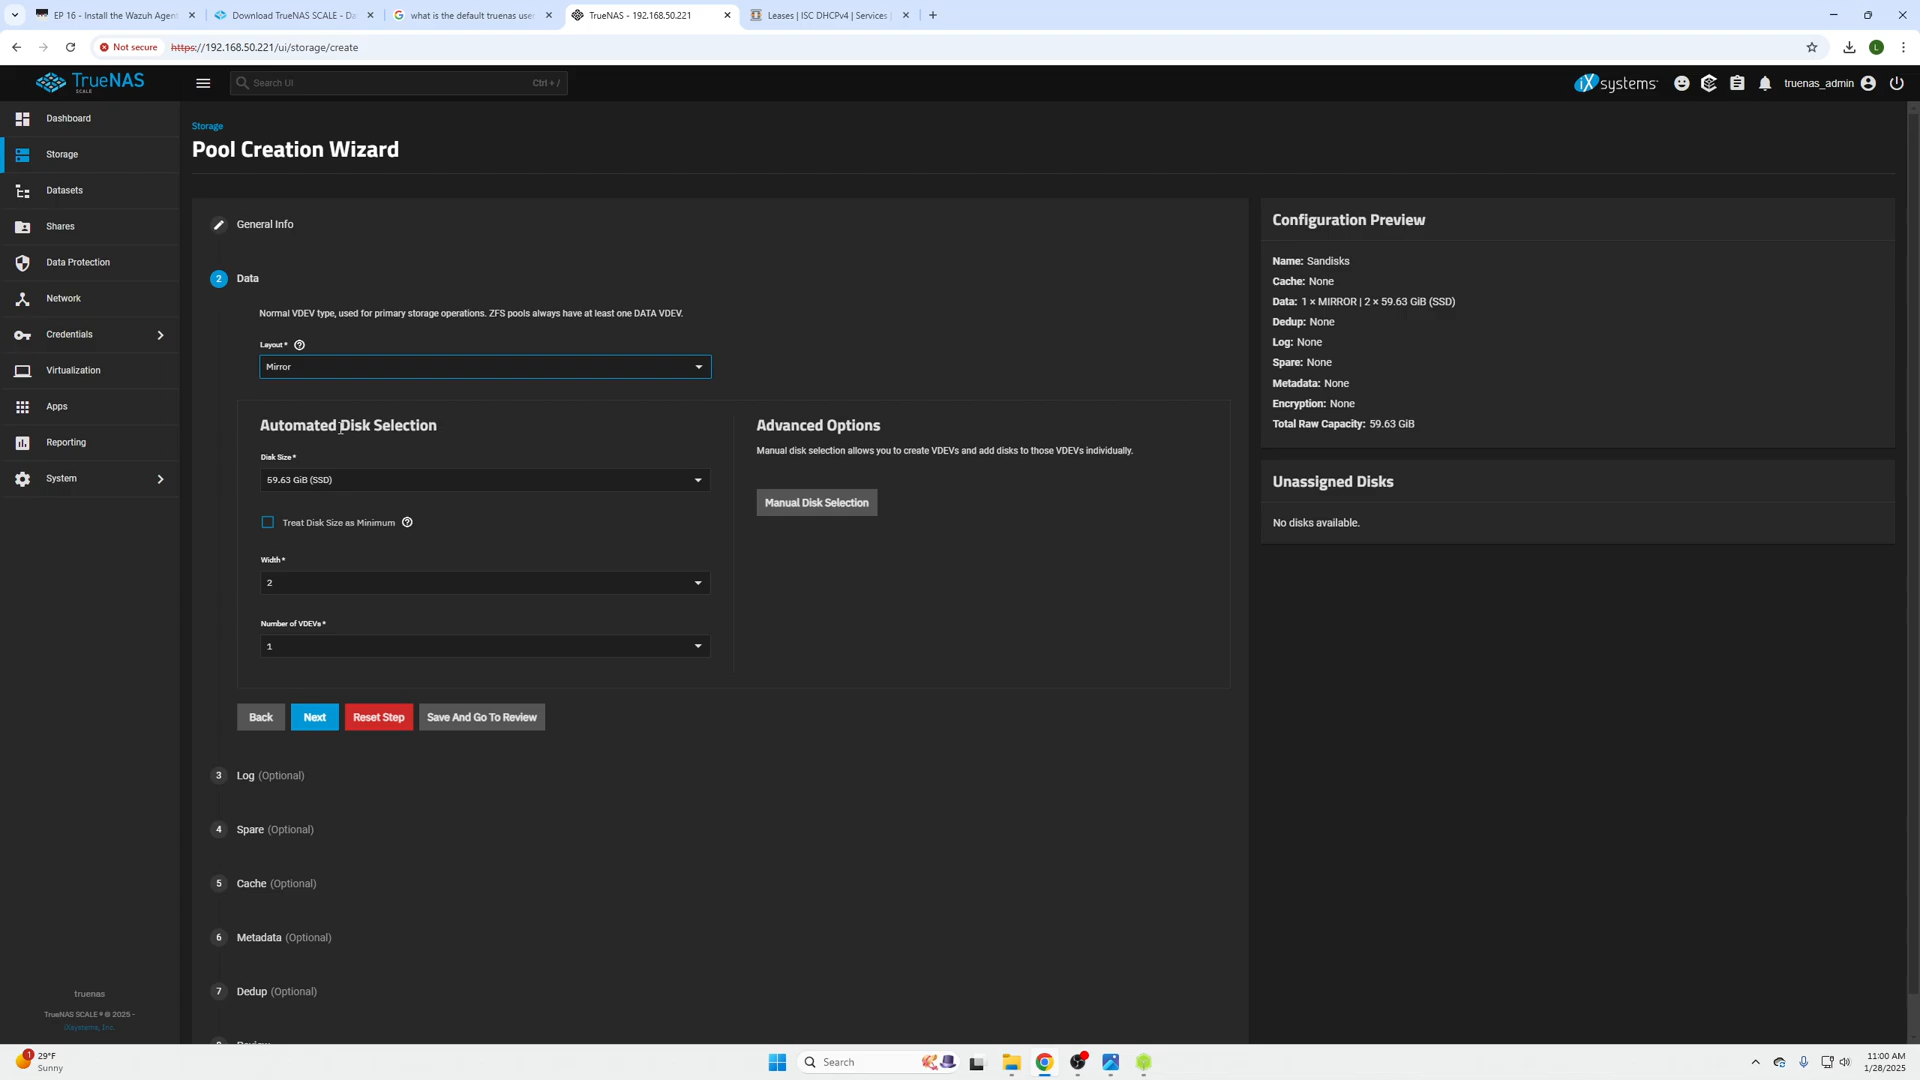 EP 16 - Install the Wazuh Agent
Download TrueNAS SCALE - Da
what is the default truenas user
TrueNAS - 192.168.50.221
Leases | ISC DHCPv4 | Services
Not secure
https://192.168.50.221/ui/storage/create
L
TrueNAS
SCALE
Search UI
Ctrl + /
iXsystems
truenas_admin
Dashboard
Storage
Datasets
Shares
Data Protection
Network
Credentials
Virtualization
Apps
Reporting
System
truenas
TrueNAS SCALE ® © 2025 -
iXsystems, Inc.
Storage
Pool Creation Wizard
General Info
2 Data
Normal VDEV type, used for primary storage operations. ZFS pools always have at least one DATA VDEV.
Layout *
Mirror
Automated Disk Selection
Disk Size *
59.63 GiB (SSD)
Treat Disk Size as Minimum
Width *
2
Number of VDEVs *
1
Advanced Options
Manual disk selection allows you to create VDEVs and add disks to those VDEVs individually.
Manual Disk Selection
Back
Next
Reset Step
Save And Go To Review
3 Log (Optional)
4 Spare (Optional)
5 Cache (Optional)
6 Metadata (Optional)
7 Dedup (Optional)
Configuration Preview
Name: Sandisks
Cache: None
Data: 1 × MIRROR | 2 × 59.63 GiB (SSD)
Dedup: None
Log: None
Spare: None
Metadata: None
Encryption: None
Total Raw Capacity: 59.63 GiB
Unassigned Disks
No disks available.
1
29°F
Sunny
Search
11:00 AM
1/28/2025